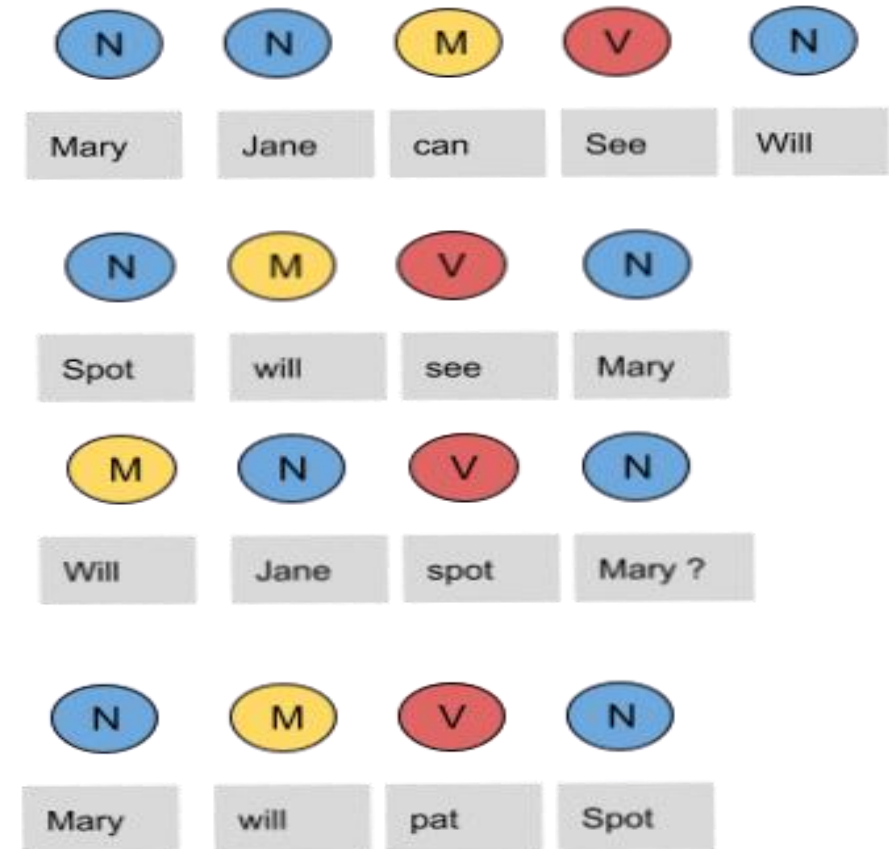 N N M V N
Mary Jane can See Will
N M V N
Spot will see Mary
M N V N
Will Jane spot Mary ?
N M V N
Mary will pat Spot